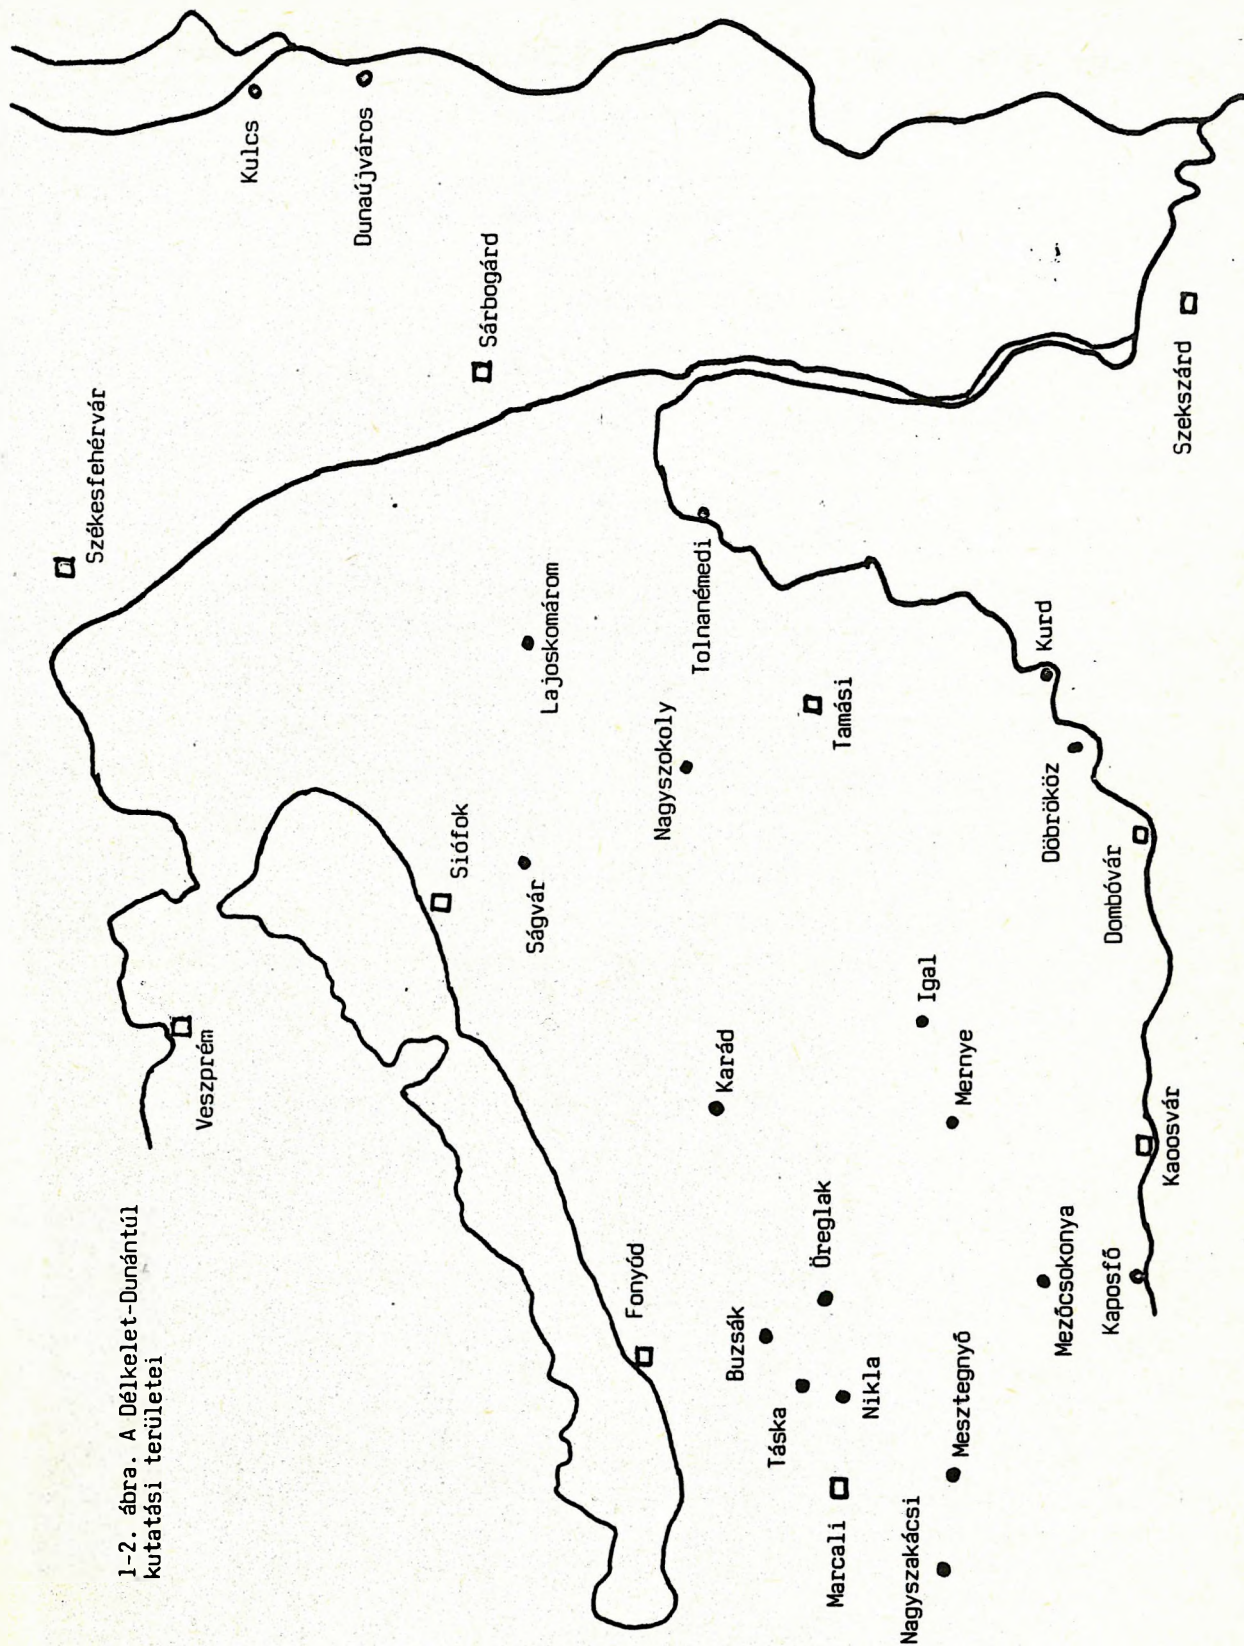 1-2. ábra. A Délkelet-Dunántúl
kutatási területei
Székesfehérvár
Kulcs
Veszprém
Dunaújváros
Siófok
Sárbogárd
Ságvár
Lajoskomárom
Fonyód
Nagyszokoly
Tolnanémedi
Karád
Buzsák
Táska
Öreglak
Tamási
Marcali
Nikla
Igal
Nagyszakácsi
Mesztegnyő
Mernye
Kurd
Döbrököz
Mezőcsokonya
Kaposfő
Dombóvár
Kaoosvár
Szekszárd